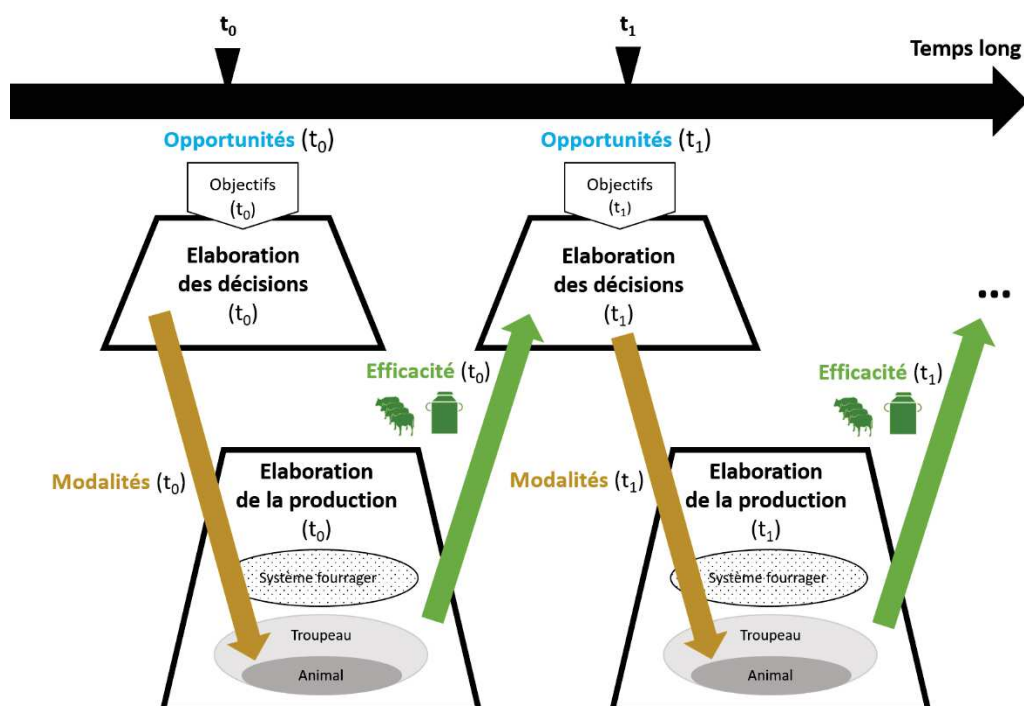 t0
t1
Temps long
Opportunités (t0)
Opportunités (t1)
Objectifs
(t0)
Objectifs
(t1)
Elaboration
des décisions
(t0)
Elaboration
des décisions
(t1)
...
Efficacité (t0)
Efficacité (t1)
Modalités (t0)
Elaboration
de la production
(t0)
Modalités (t1)
Elaboration
de la production
(t1)
Système fourrager
Système fourrager
Troupeau
Troupeau
Animal
Animal